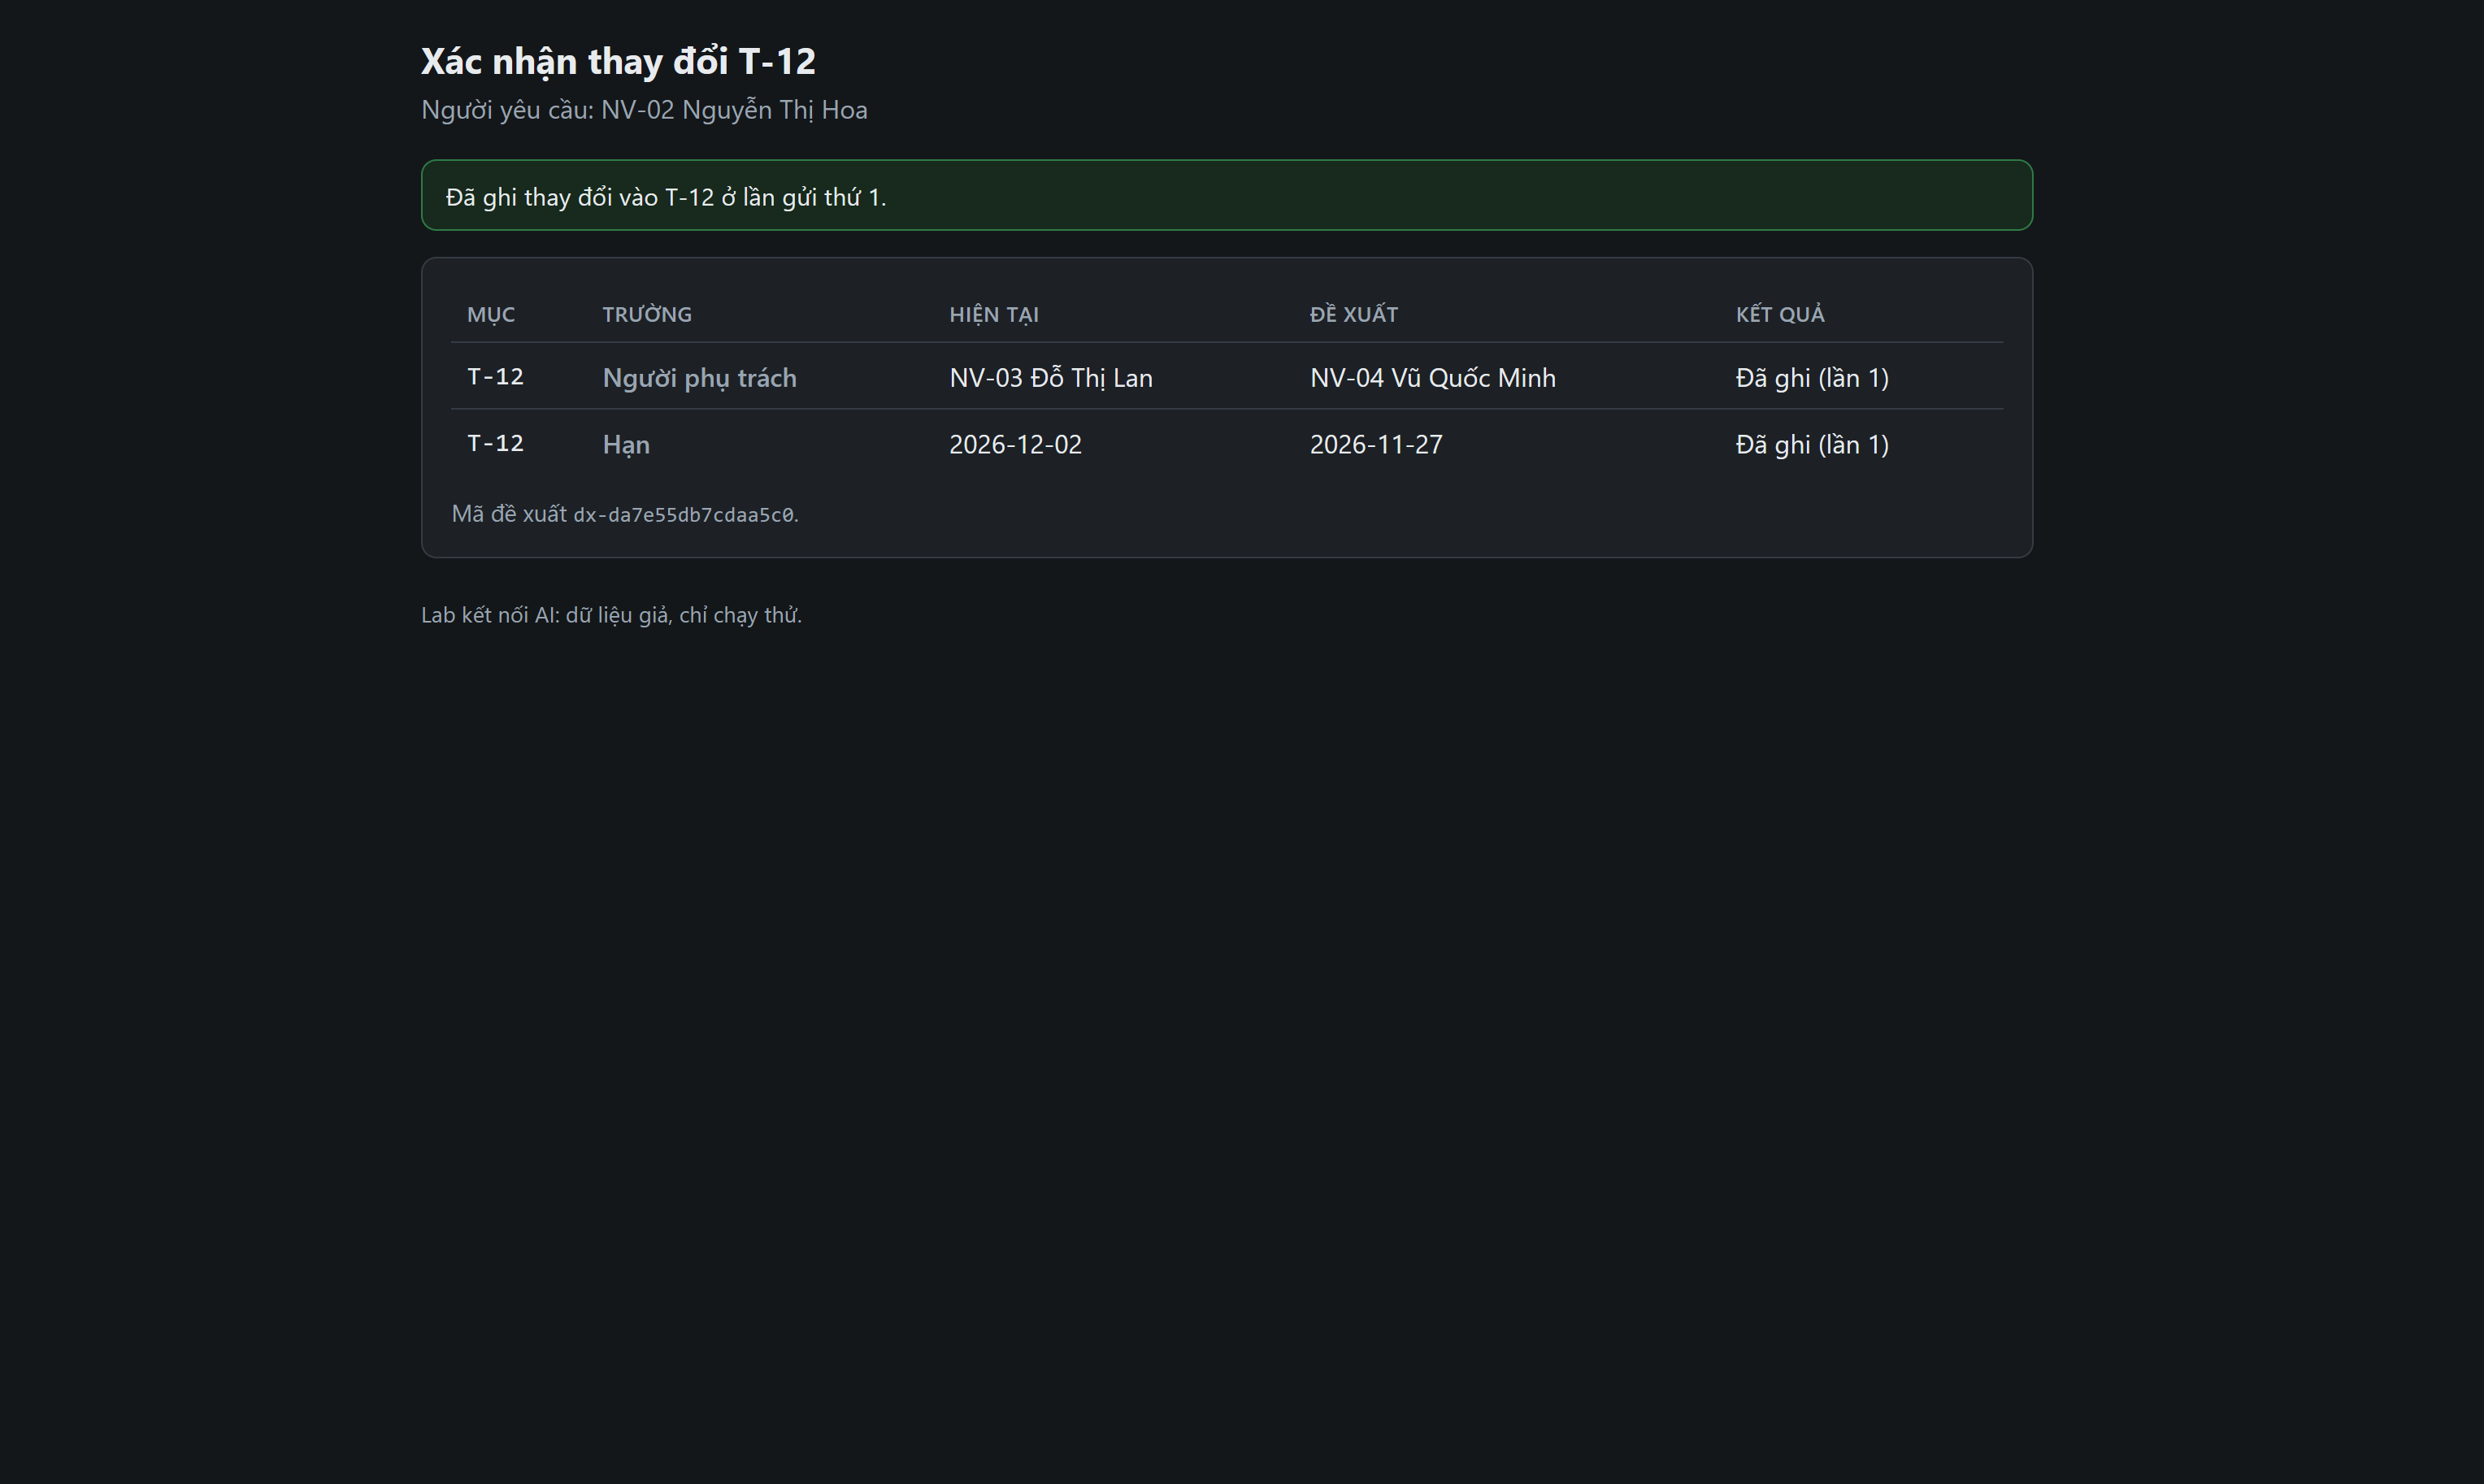 Xác nhận thay đổi T-12
Người yêu cầu: NV-02 Nguyễn Thị Hoa
Đã ghi thay đổi vào T-12 ở lần gửi thứ 1.
MỤC TRƯỜNG HIỆN TẠI ĐỀ XUẤT KẾT QUẢ
T-12 Người phụ trách NV-03 Đỗ Thị Lan NV-04 Vũ Quốc Minh Đã ghi (lần 1)
T-12 Hạn 2026-12-02 2026-11-27 Đã ghi (lần 1)
Mã đề xuất dx-da7e55db7cdaa5c0.
Lab kết nối AI: dữ liệu giả, chỉ chạy thử.